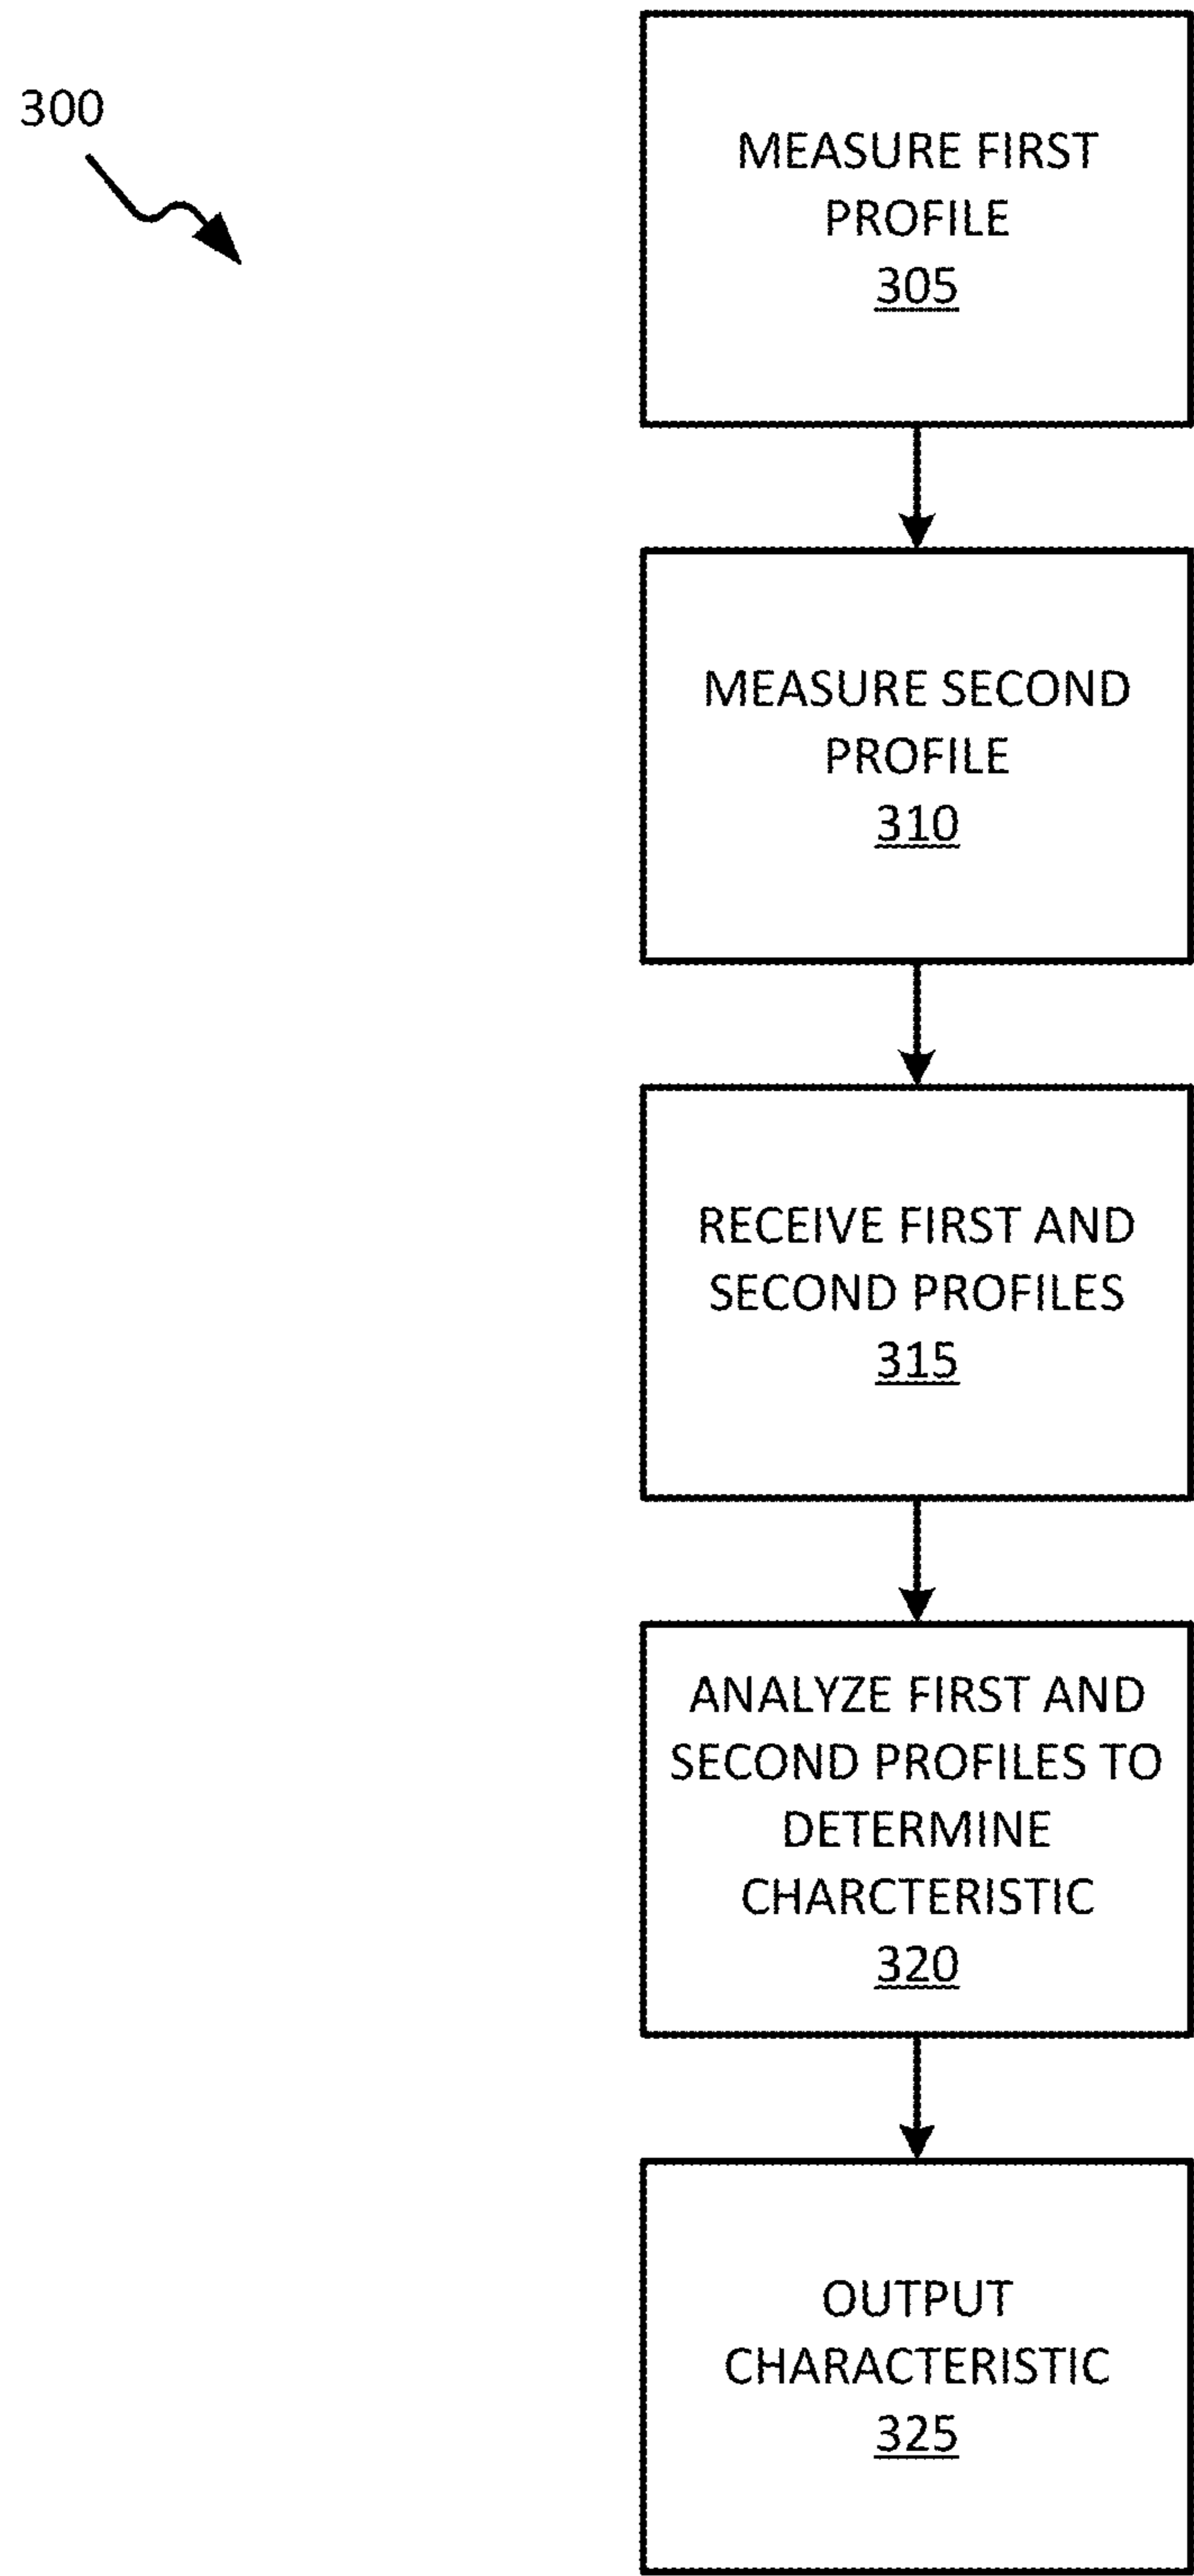 300
MEASURE FIRST
PROFILE
305
MEASURE SECOND
PROFILE
310
RECEIVE FIRST AND
SECOND PROFILES
315
ANALYZE FIRST AND
SECOND PROFILES TO
DETERMINE
CHARCTERISTIC
320
OUTPUT
CHARACTERISTIC
325